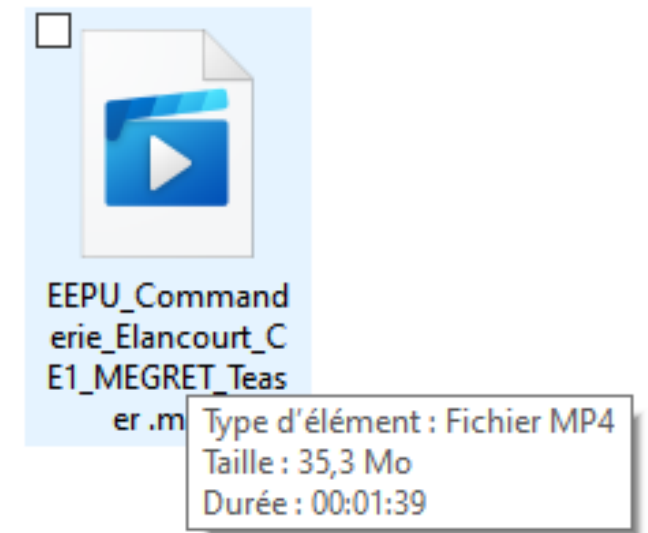 EEPU_Command
erie_Elancourt_C
E1_MEGRET_Teas
er .m
Type d'élément : Fichier MP4
Taille : 35,3 Mo
Durée : 00:01:39